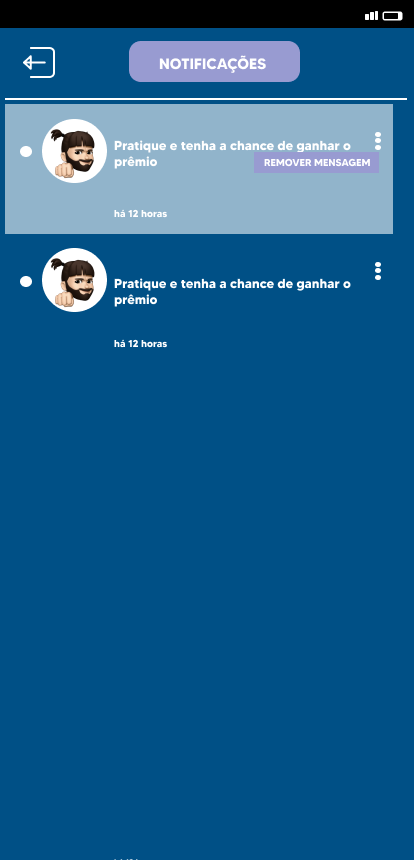 NOTIFICAÇÕES
Pratique e tenha a chance de ganhar o
prêmio
REMOVER MENSAGEM
há 12 horas
Pratique e tenha a chance de ganhar o
prêmio
há 12 horas